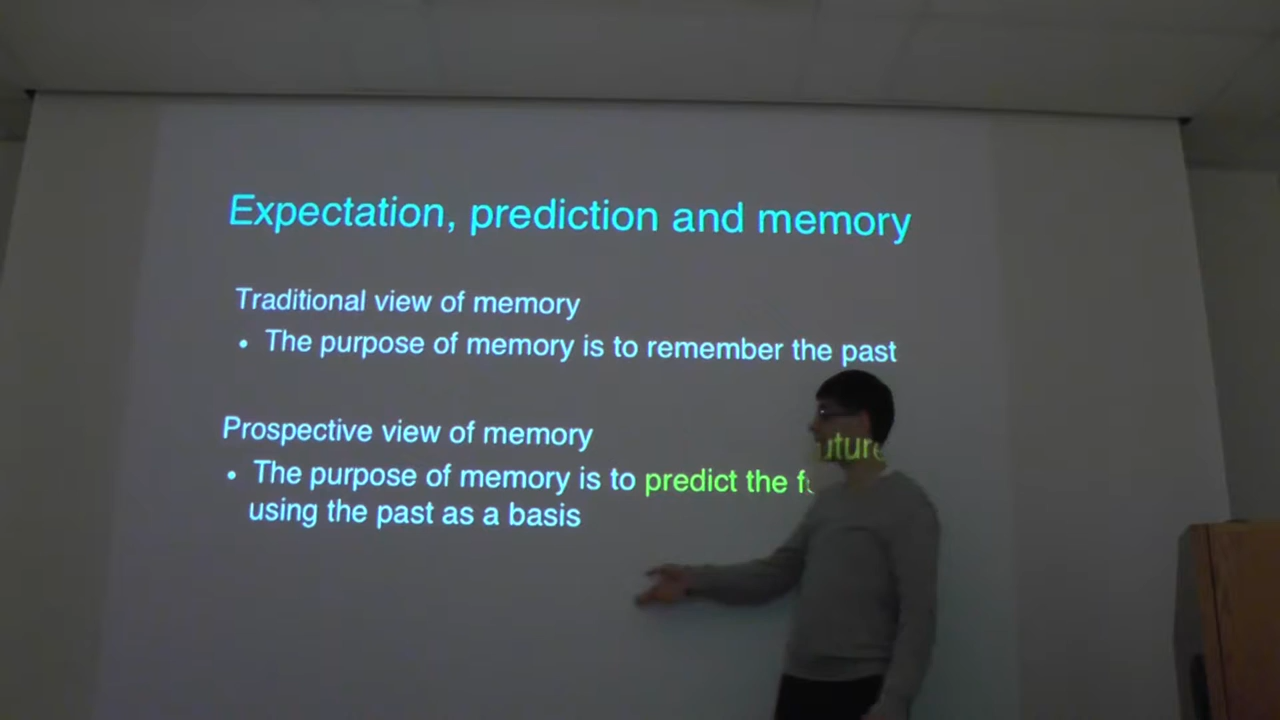 Expectation, prediction and memory
Traditional view of memory
• The purpose of memory is to remember the past
Prospective view of memory
• The purpose of memory is to predict the future
using the past as a basis